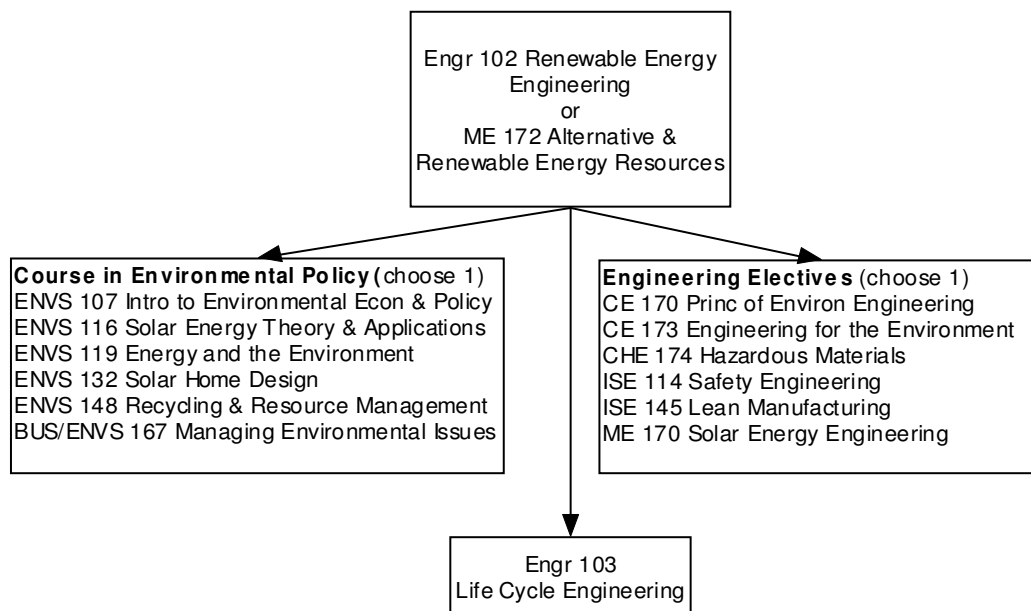 Engr 102 Renewable Energy
Engineering
or
ME 172 Alternative &
Renewable Energy Resources
Course in Environmental Policy (choose 1)
ENVS 107 Intro to Environmental Econ & Policy
ENVS 116 Solar Energy Theory & Applications
ENVS 119 Energy and the Environment
ENVS 132 Solar Home Design
ENVS 148 Recycling & Resource Management
BUS/ENVS 167 Managing Environmental Issues
Engineering Electives (choose 1)
CE 170 Princ of Environ Engineering
CE 173 Engineering for the Environment
CHE 174 Hazardous Materials
ISE 114 Safety Engineering
ISE 145 Lean Manufacturing
ME 170 Solar Energy Engineering
Engr 103
Life Cycle Engineering